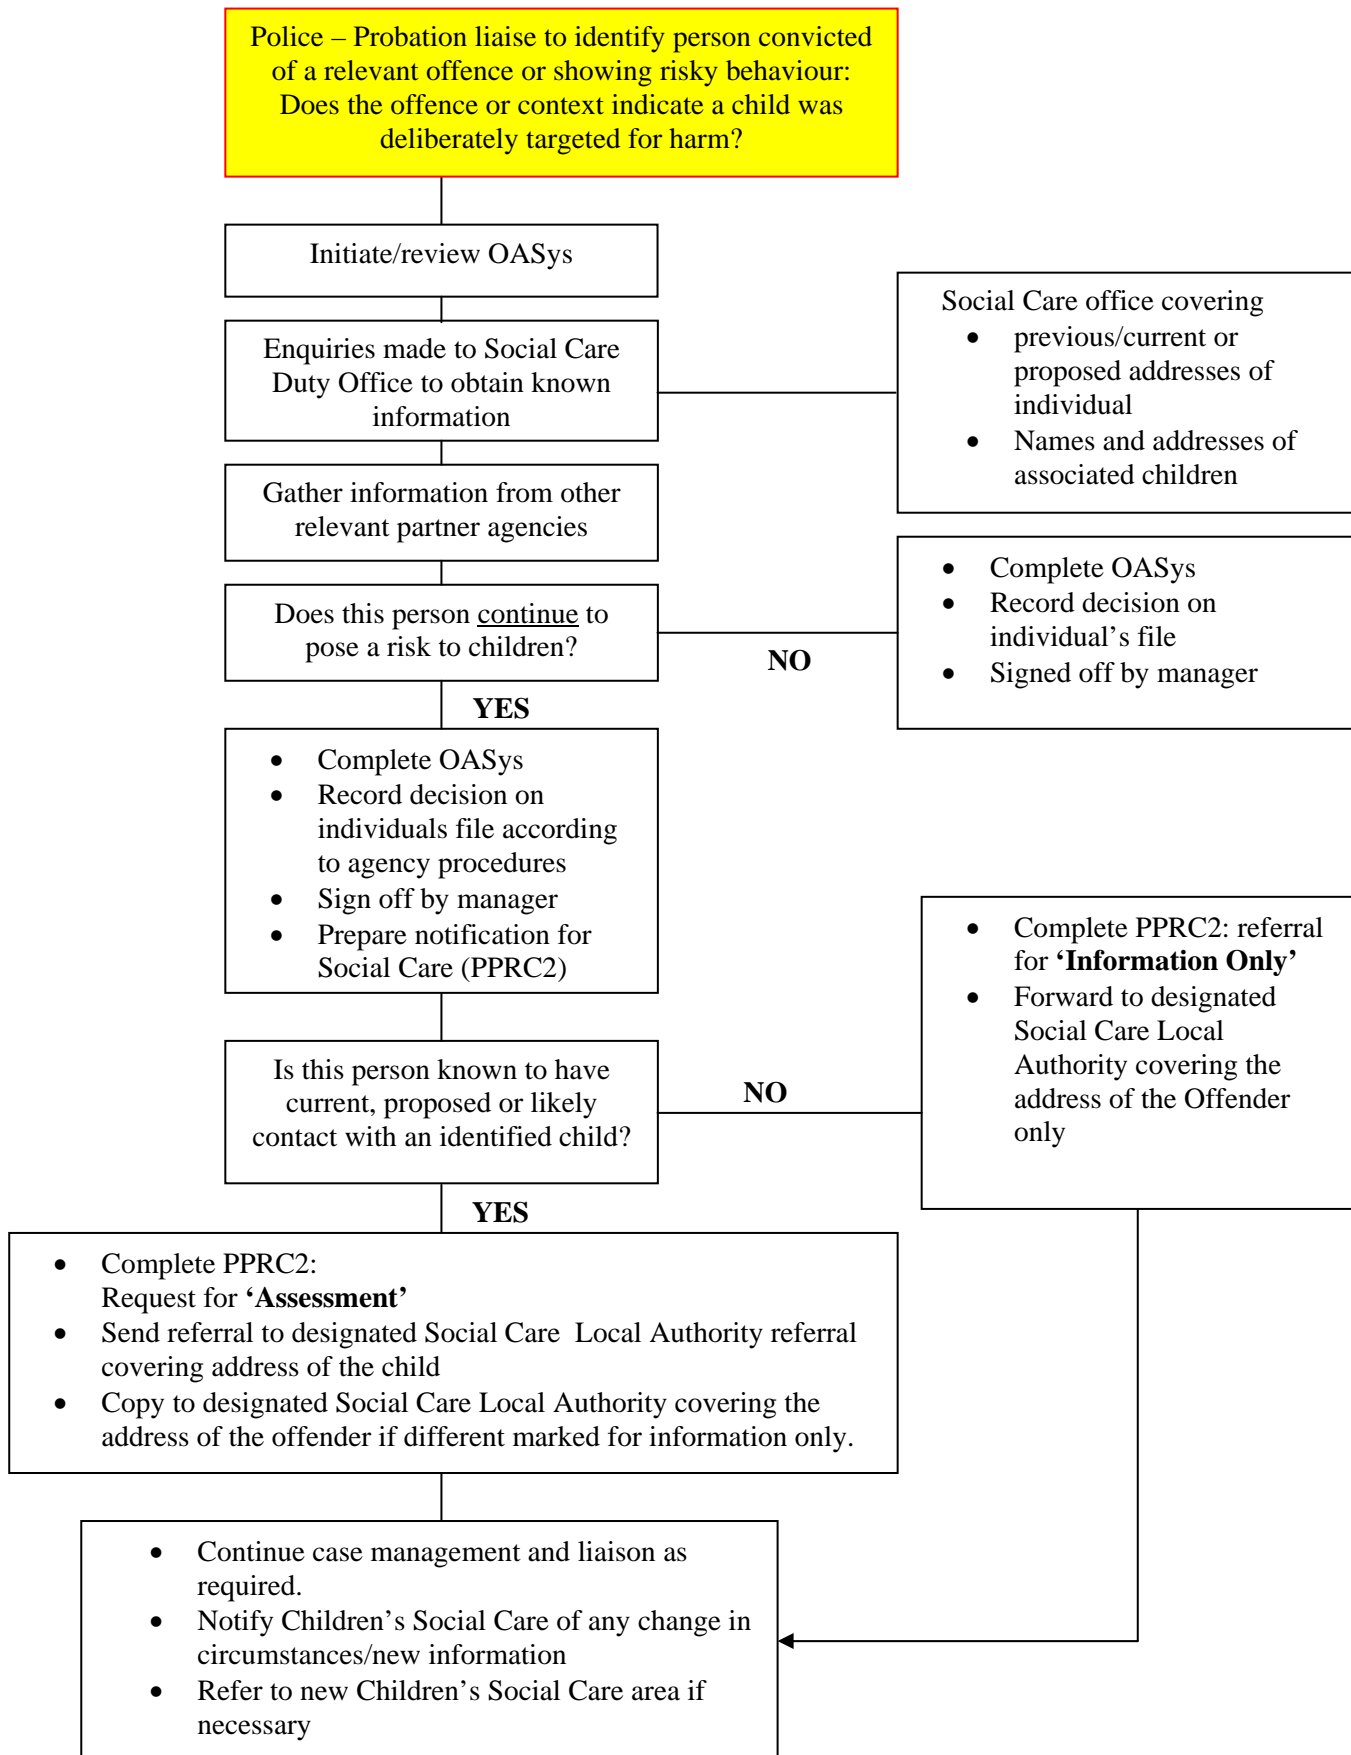 Police – Probation liaise to identify person convicted
of a relevant offence or showing risky behaviour:
Does the offence or context indicate a child was
deliberately targeted for harm?
Initiate/review OASys
Enquiries made to Social Care
Duty Office to obtain known
information
Social Care office covering
• previous/current or
proposed addresses of
individual
• Names and addresses of
associated children
Gather information from other
relevant partner agencies
Does this person continue to
pose a risk to children?
NO
• Complete OASys
• Record decision on
individual’s file
• Signed off by manager
YES
• Complete OASys
• Record decision on
individuals file according
to agency procedures
• Sign off by manager
• Prepare notification for
Social Care (PPRC2)
Is this person known to have
current, proposed or likely
contact with an identified child?
NO
• Complete PPRC2: referral
for ‘Information Only’
• Forward to designated
Social Care Local
Authority covering the
address of the Offender
only
YES
• Complete PPRC2:
Request for ‘Assessment’
• Send referral to designated Social Care Local Authority referral
covering address of the child
• Copy to designated Social Care Local Authority covering the
address of the offender if different marked for information only.
• Continue case management and liaison as
required.
• Notify Children’s Social Care of any change in
circumstances/new information
• Refer to new Children’s Social Care area if
necessary